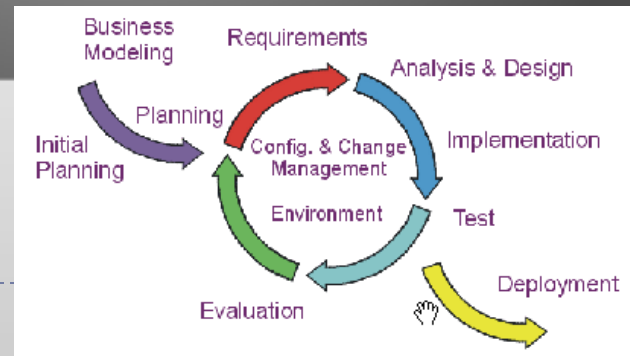 Business
Modeling
Requirements
Analysis & Design
Planning
Initial
Planning
Config. & Change
Management
Implementation
Environment
Test
Evaluation
Deployment